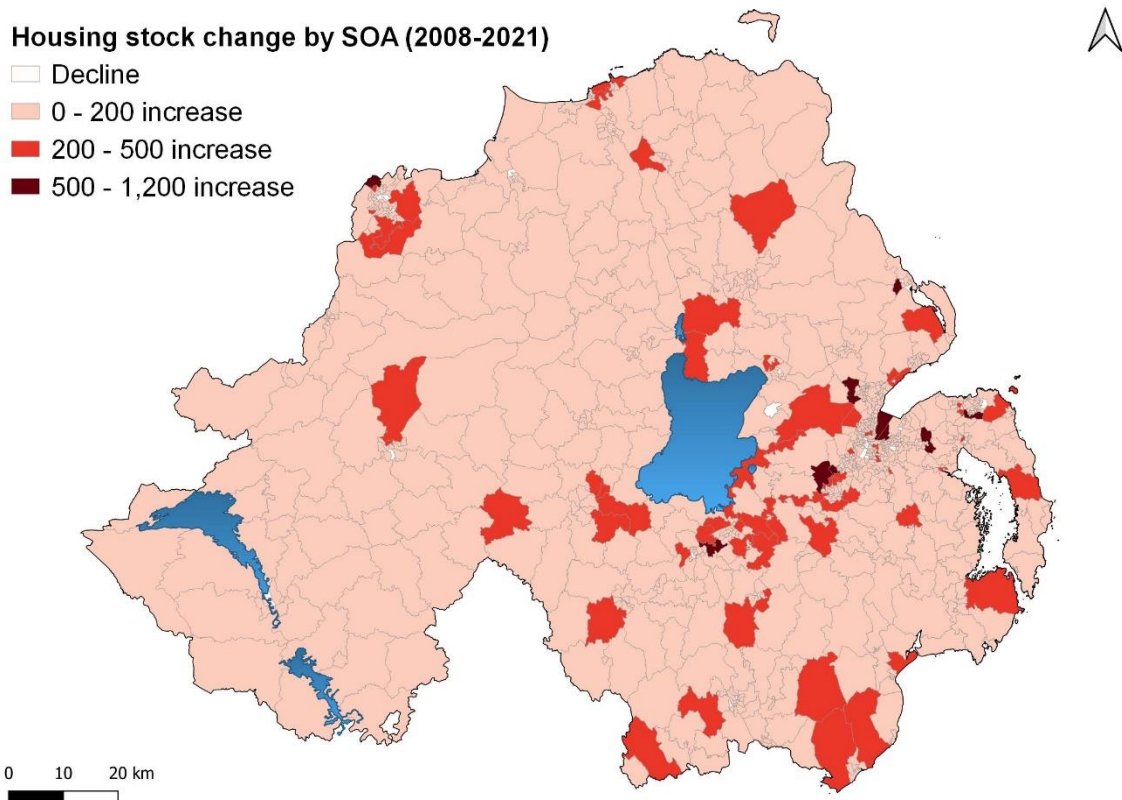 Housing stock change by SOA (2008-2021)
Decline
0 - 200 increase
200 - 500 increase
500 - 1,200 increase
0 10 20 km